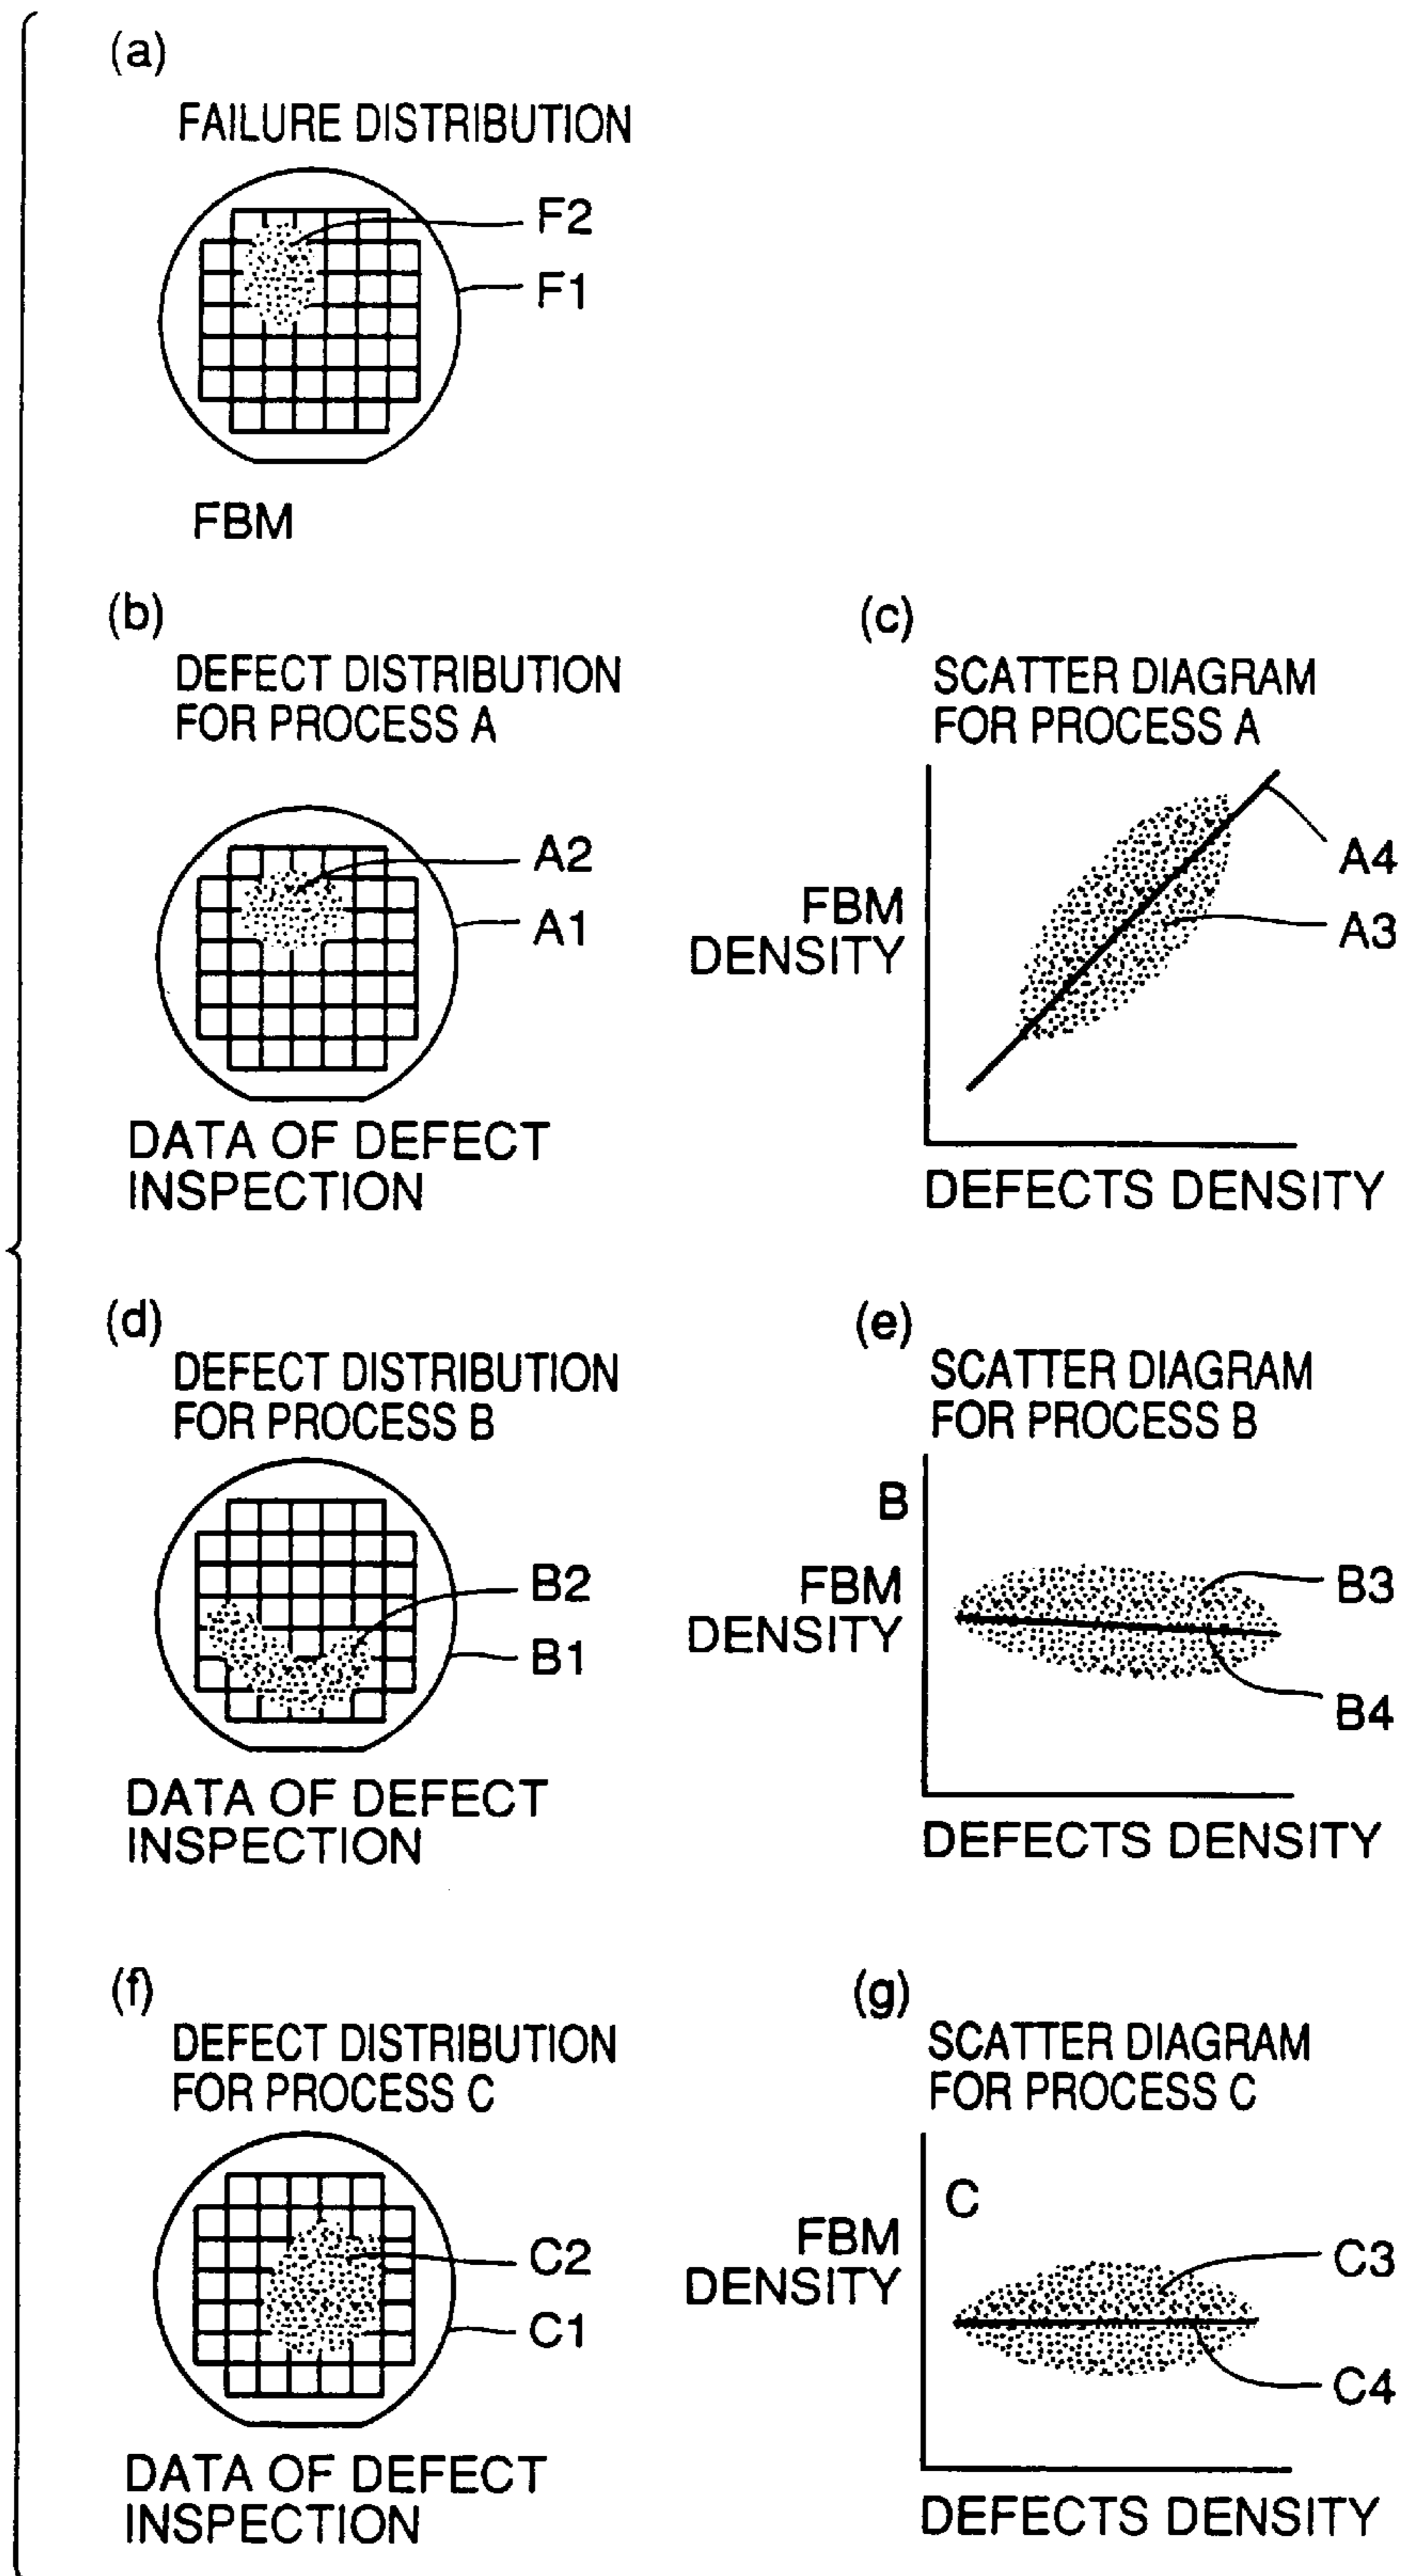 (a)
FAILURE DISTRIBUTION
F2
F1
FBM
(b)
DEFECT DISTRIBUTION
FOR PROCESS A
A2
A1
DATA OF DEFECT
INSPECTION
(c)
SCATTER DIAGRAM
FOR PROCESS A
FBM
DENSITY
A4
A3
DEFECTS DENSITY
(d)
DEFECT DISTRIBUTION
FOR PROCESS B
B2
B1
DATA OF DEFECT
INSPECTION
(e)
SCATTER DIAGRAM
FOR PROCESS B
B
FBM
DENSITY
B3
B4
DEFECTS DENSITY
(f)
DEFECT DISTRIBUTION
FOR PROCESS C
C2
C1
DATA OF DEFECT
INSPECTION
(g)
SCATTER DIAGRAM
FOR PROCESS C
C
FBM
DENSITY
C3
C4
DEFECTS DENSITY